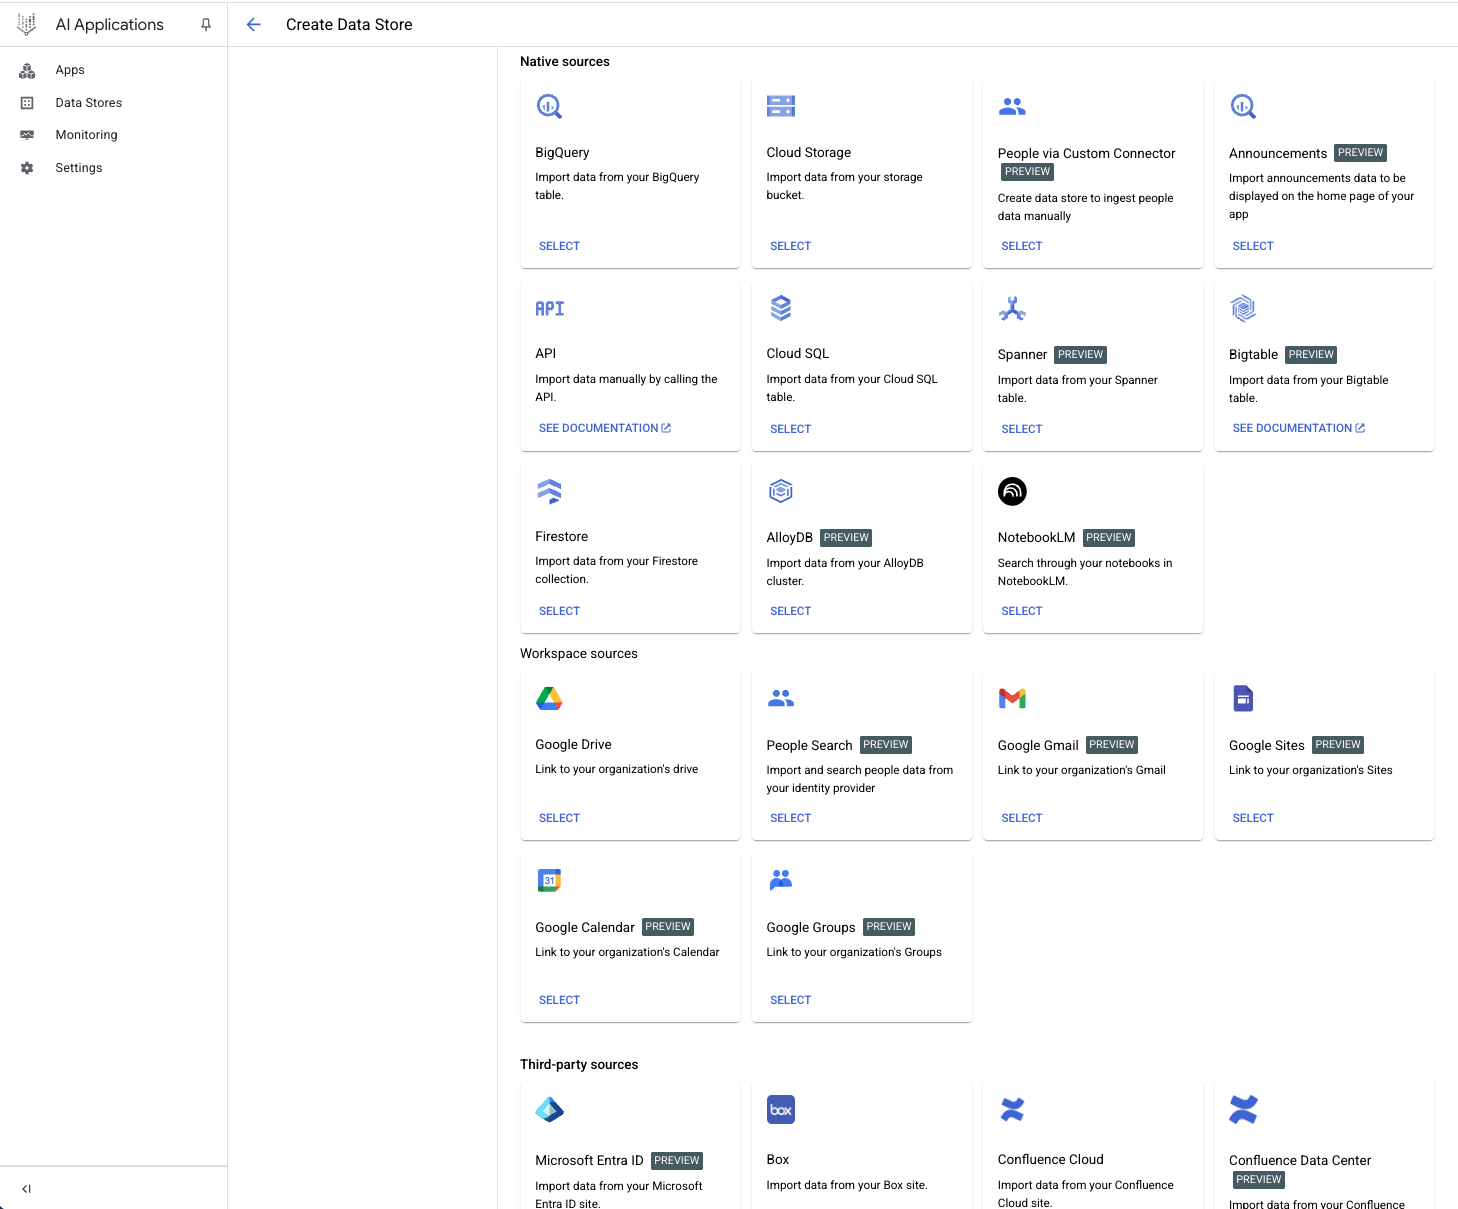 AI Applications
Create Data Store
Apps
Data Stores
Monitoring
Settings
Native sources
BigQuery
Import data from your BigQuery
table.
SELECT
Cloud Storage
Import data from your storage
bucket.
SELECT
People via Custom Connector
PREVIEW
Create data store to ingest people
data manually
SELECT
Announcements PREVIEW
Import announcements data to be
displayed on the home page of your
app
SELECT
API
API
Import data manually by calling the
API.
SEE DOCUMENTATION
Cloud SQL
Import data from your Cloud SQL
table.
SELECT
Spanner PREVIEW
Import data from your Spanner
table.
SELECT
Bigtable PREVIEW
Import data from your Bigtable
table.
SEE DOCUMENTATION
Firestore
Import data from your Firestore
collection.
SELECT
AlloyDB PREVIEW
Import data from your AlloyDB
cluster.
SELECT
NotebookLM PREVIEW
Search through your notebooks in
NotebookLM.
SELECT
Workspace sources
Google Drive
Link to your organization's drive
SELECT
People Search PREVIEW
Import and search people data from
your identity provider
SELECT
Google Gmail PREVIEW
Link to your organization's Gmail
SELECT
Google Sites PREVIEW
Link to your organization's Sites
SELECT
31
Google Calendar PREVIEW
Link to your organization's Calendar
SELECT
Google Groups PREVIEW
Link to your organization's Groups
SELECT
Third-party sources
Microsoft Entra ID PREVIEW
Import data from your Microsoft
Entra ID site.
box
Box
Import data from your Box site.
Confluence Cloud
Import data from your Confluence
Cloud site.
Confluence Data Center
PREVIEW
Import data from your Confluence